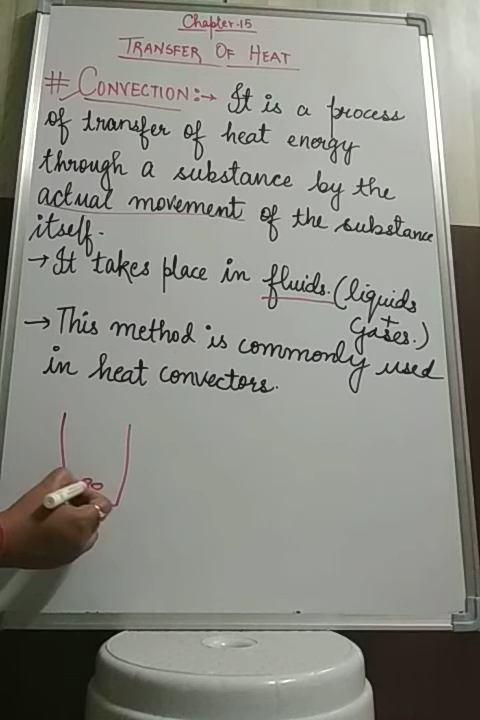 Chapter-15
TRANSFER OF HEAT
# CONVECTION:→ It is a process
of transfer of heat energy
through a substance by the
actual movement of the substance
itself.
→ It takes place in fluids. (liquids
+
gases.)
→ This method is commonly used
in heat convectors.